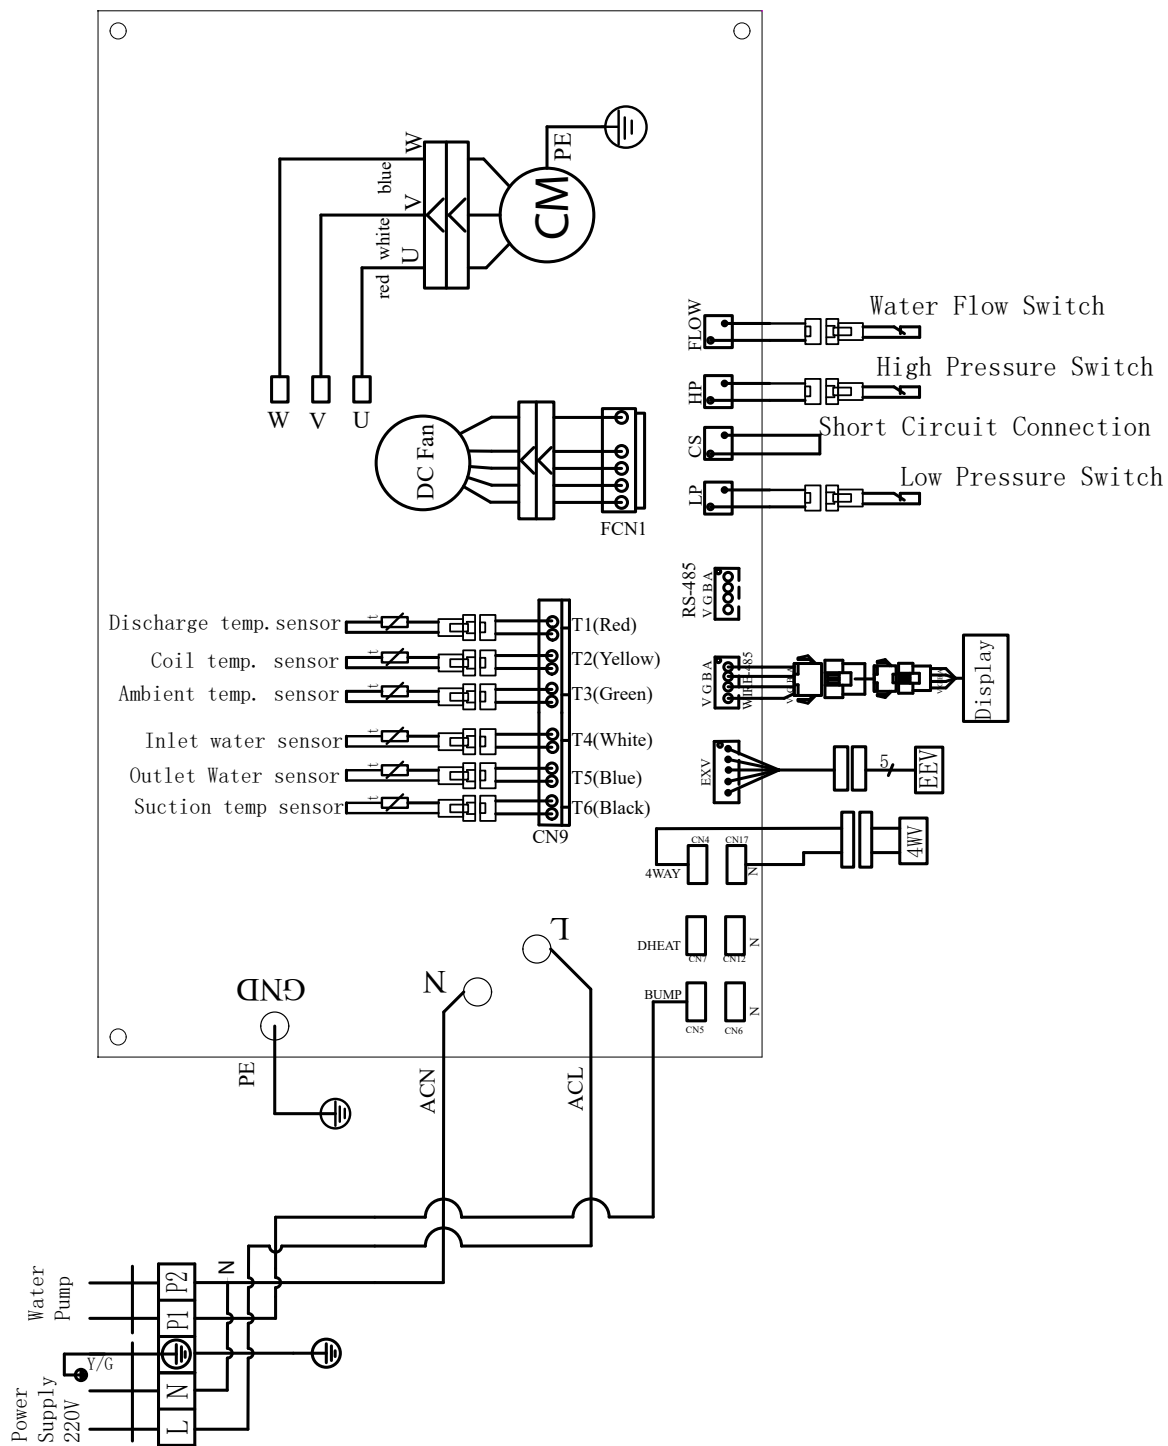 W
blue
V
white
U
red
CM
PE
W
V
U
DC Fan
FCN1
FLOW
Water Flow Switch
HP
High Pressure Switch
CS
Short Circuit Connection
LP
Low Pressure Switch
RS-485
V G B A
V G B A
WIRE-485
Display
Discharge temp.sensor
t
T1(Red)
Coil temp. sensor
t
T2(Yellow)
Ambient temp. sensor
t
T3(Green)
Inlet water sensor
t
T4(White)
Outlet Water sensor
t
T5(Blue)
Suction temp sensor
t
T6(Black)
CN9
EXV
5
EEV
CN4
CN17
4WAY
N
4WV
DHEAT
CN7
CN12
N
BUMP
CN5
CN6
N
L
N
GND
PE
ACN
ACL
Water
Pump
P2
N
P1
Y/G
Power
Supply
220V
N
L